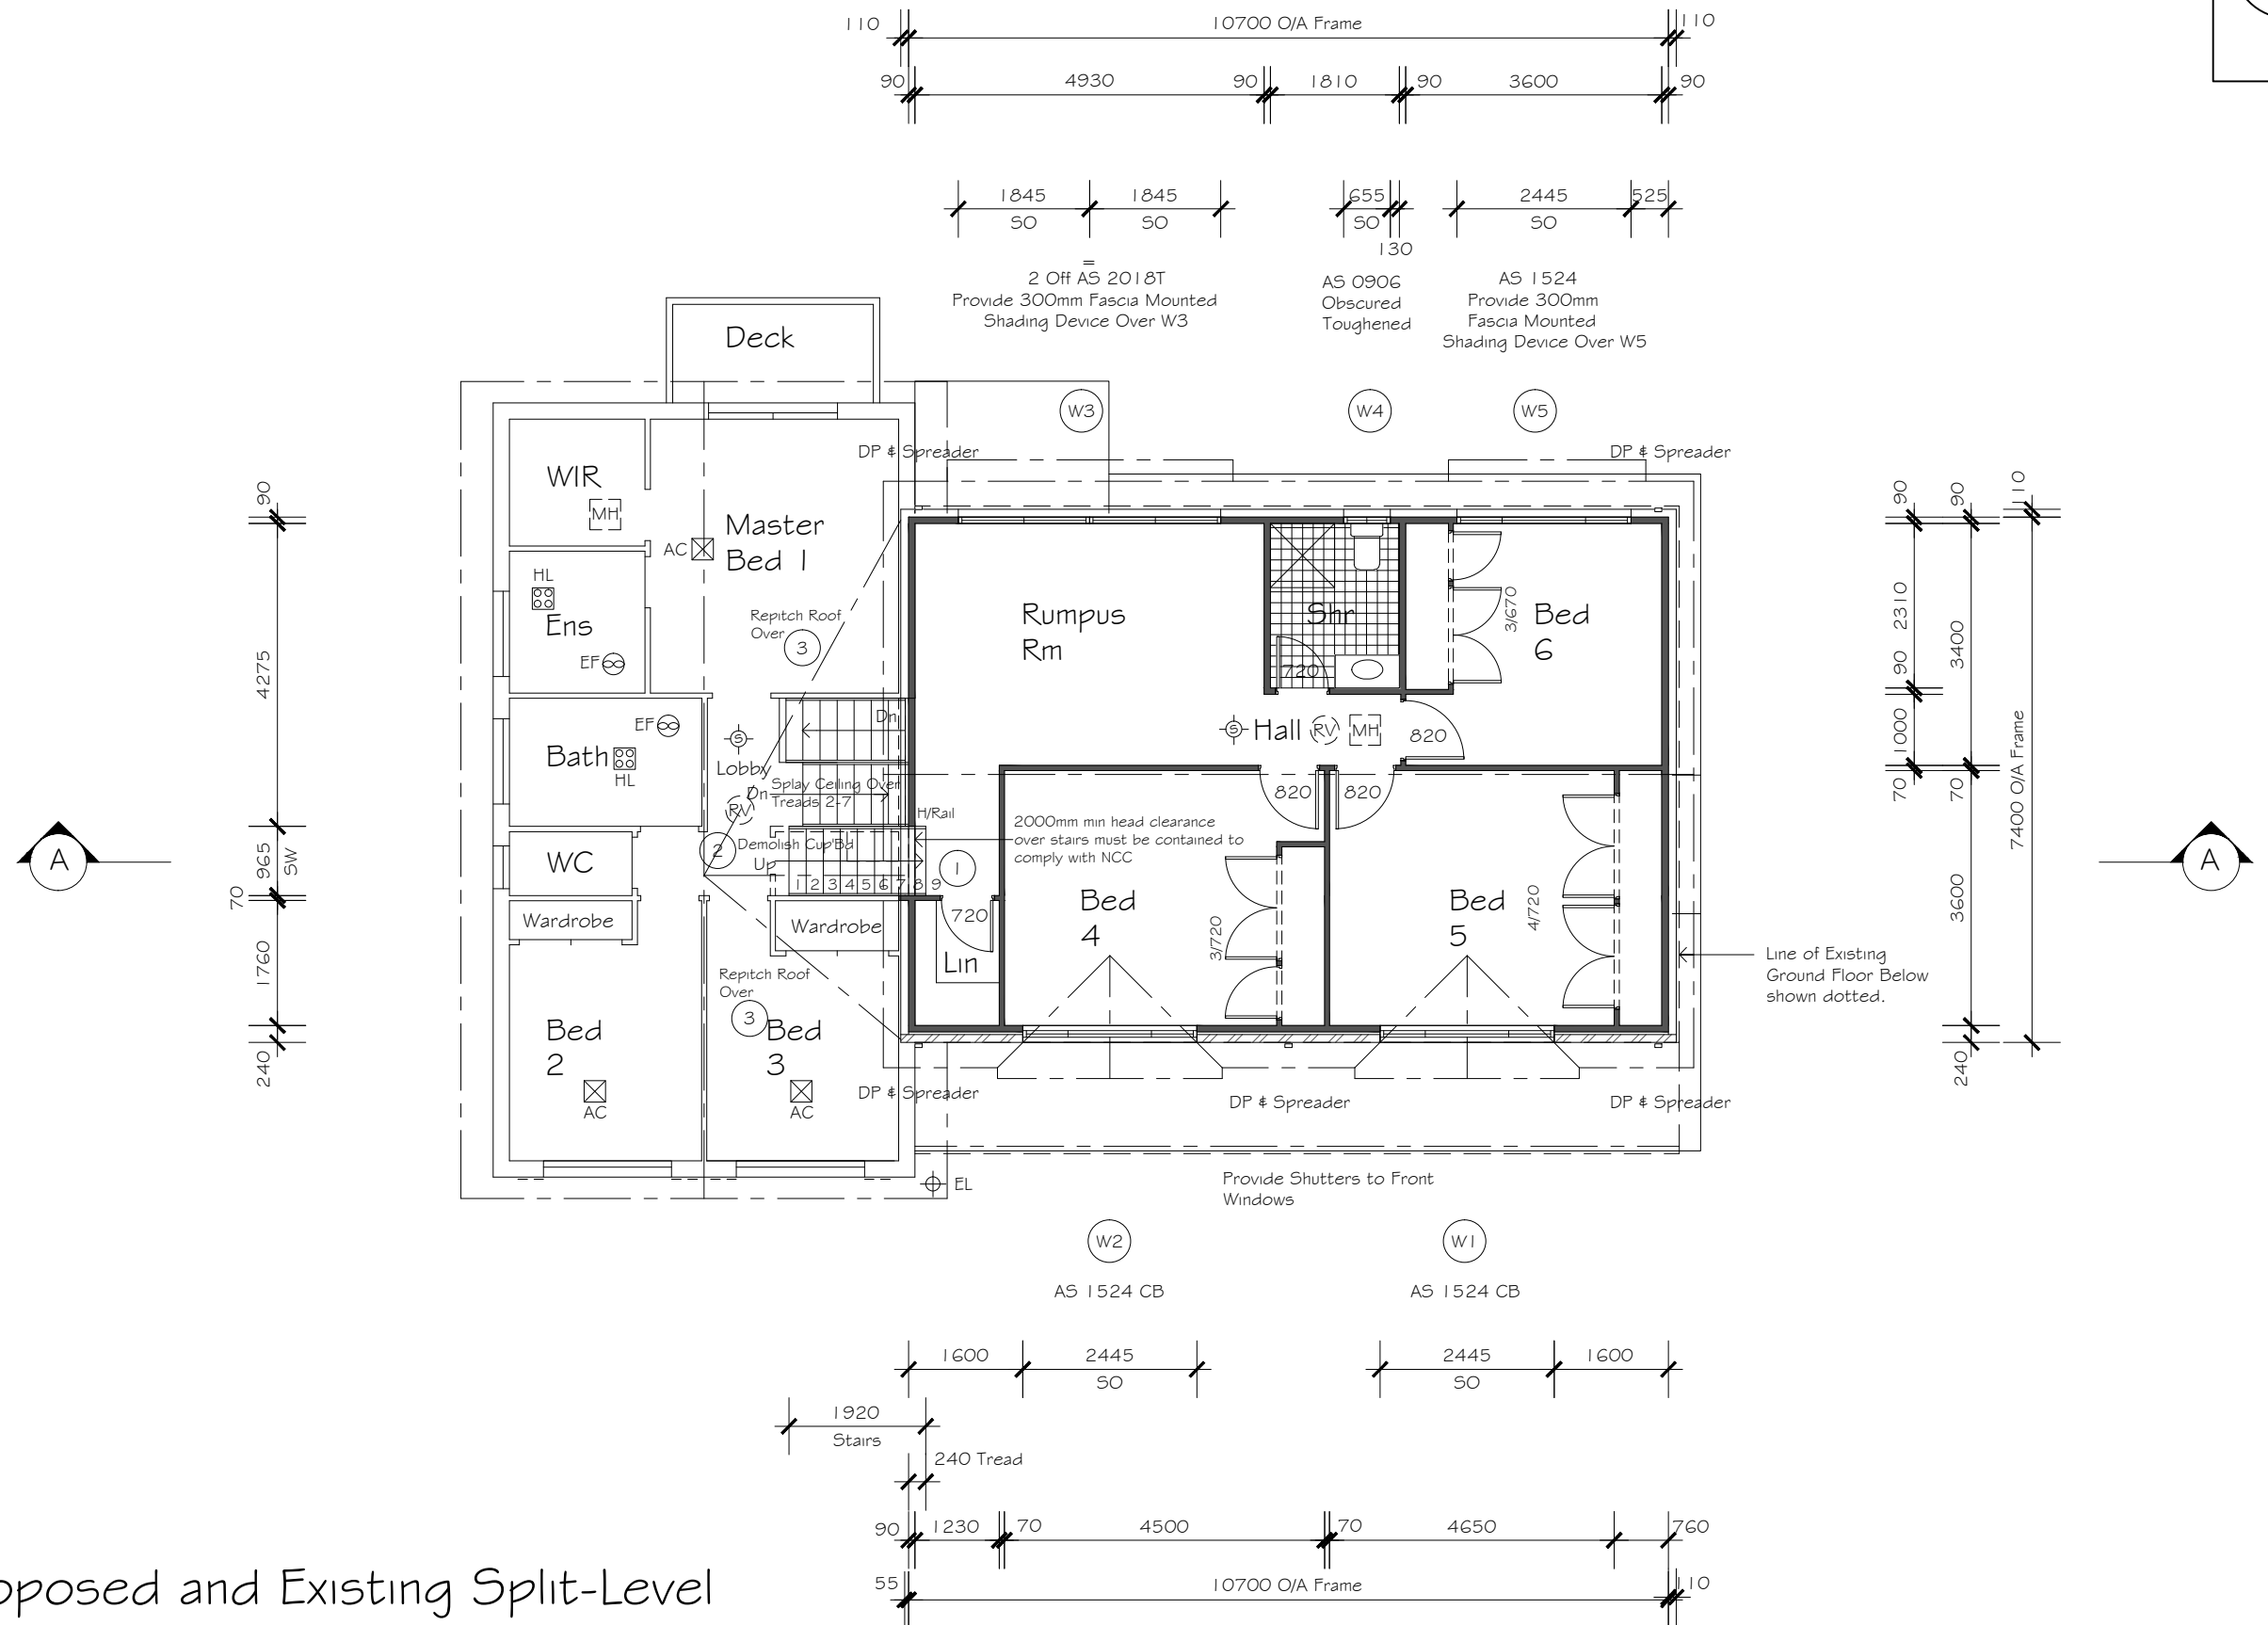 110
10700 O/A Frame
110
90
4930
90
1810
90
3600
90
1845
1845
655
2445
525
SO
SO
SO
SO
130
=
2 Off AS 2018T
Provide 300mm Fascia Mounted
Shading Device Over W3
AS 0906
Obscured
Toughened
AS 1524
Provide 300mm
Fascia Mounted
Shading Device Over W5
Deck
W3
W4
W5
DP & Spreader
DP & Spreader
WIR
MH
Master
Bed 1
AC
HL
Ens
EF
Repitch Roof
Over
3
Rumpus
Rm
Shr
720
3/670
Bed
6
90
4275
965
SW
70
1760
240
90
2310
90
1000
70
90
3400
70
3600
240
110
7400 O/A Frame
EF
Bath
HL
S
Lobby
Dn
Dn
RV
Splay Ceiling Over
Treads 2-7
S
Hall
RV
MH
820
820
820
H/Rail
2000mm min head clearance
over stairs must be contained to
comply with NCC
A
A
WC
2
Demolish Cup'Bd
Up
1 2 3 4 5 6 7 8 9
1
Wardrobe
Wardrobe
720
Lin
Bed
4
3/720
Bed
5
4/720
Line of Existing
Ground Floor Below
shown dotted.
Repitch Roof
Over
3
Bed
2
AC
Bed
3
AC
DP & Spreader
DP & Spreader
DP & Spreader
EL
Provide Shutters to Front
Windows
W2
W1
AS 1524 CB
AS 1524 CB
1600
2445
2445
1600
SO
SO
1920
Stairs
240 Tread
90
1230
70
4500
70
4650
760
55
10700 O/A Frame
110
oposed and Existing Split-Level